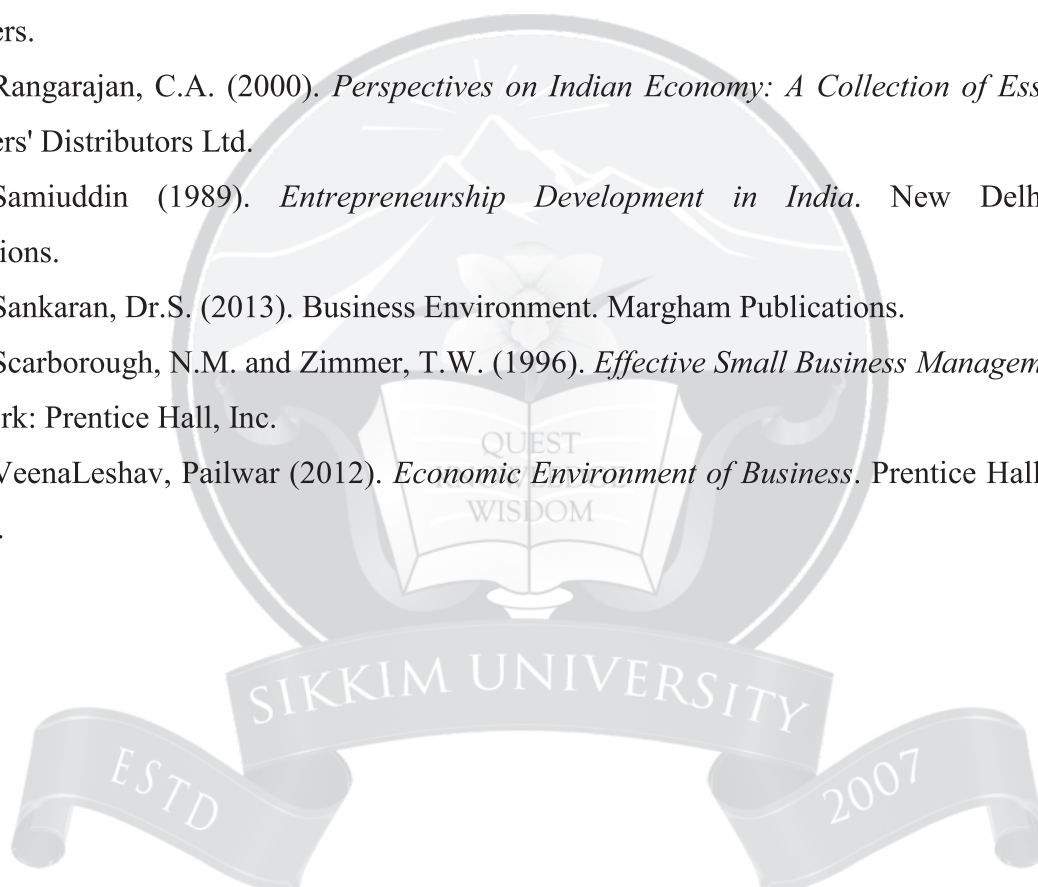 ers.
Rangarajan, C.A. (2000). Perspectives on Indian Economy: A Collection of Ess
ers' Distributors Ltd.
Samiuddin (1989). Entrepreneurship Development in India. New Delh
ions.
Sankaran, Dr.S. (2013). Business Environment. Margham Publications.
Scarborough, N.M. and Zimmer, T.W. (1996). Effective Small Business Managem
rk: Prentice Hall, Inc.
VeenaLeshav, Pailwar (2012). Economic Environment of Business. Prentice Hall
.
QUEST
KNOWLEDGE
WISDOM
SIKKIM UNIVERSITY
ESTD
2007